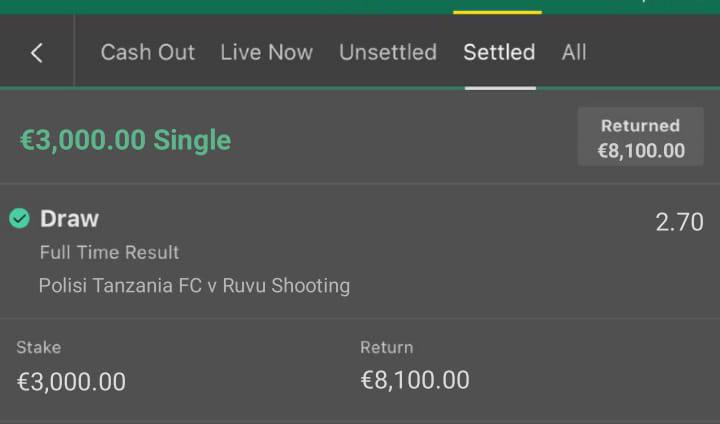 Cash Out Live Now Unsettled Settled All
€3,000.00 Single
Returned
€8,100.00
Draw
2.70
Full Time Result
Polisi Tanzania FC v Ruvu Shooting
Stake
Return
€3,000.00
€8,100.00